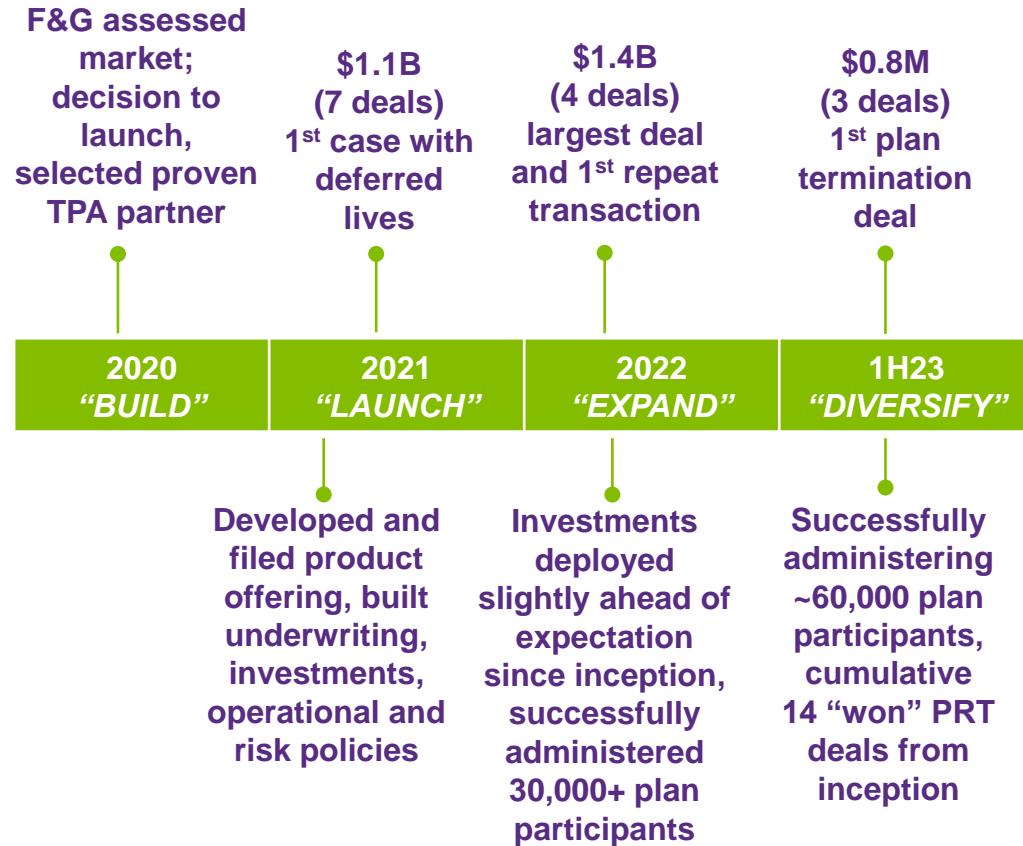 F&G assessed
market;
decision to
launch,
selected proven
TPA partner
$1.1B
(7 deals)
1st case with
deferred
lives
$1.4B
(4 deals)
largest deal
and 1st repeat
transaction
$0.8M
(3 deals)
1st plan
termination
deal
2020
“BUILD”
2021
“LAUNCH”
2022
“EXPAND”
1H23
“DIVERSIFY”
Developed and
filed product
offering, built
underwriting,
investments,
operational and
risk policies
Investments
deployed
slightly ahead of
expectation
since inception,
successfully
administered
30,000+ plan
participants
Successfully
administering
~60,000 plan
participants,
cumulative
14 “won” PRT
deals from
inception